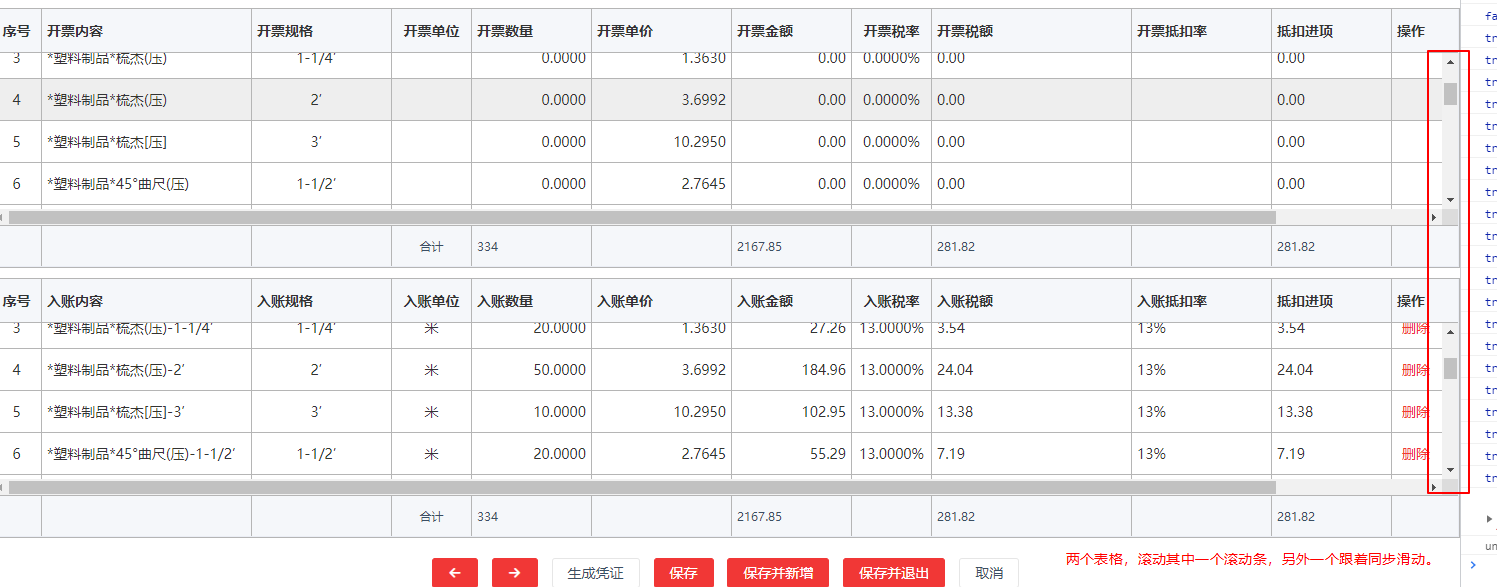 序号 开票内容 开票规格 开票单位 开票数量 开票单价 开票金额 开票税率 开票税额 开票抵扣率 抵扣进项 操作
3 *塑料制品*梳杰(压) 1-1/4′ 0.0000 1.3630 0.00 0.0000% 0.00 0.00
4 *塑料制品*梳杰(压) 2′ 0.0000 3.6992 0.00 0.0000% 0.00 0.00
5 *塑料制品*梳杰[压] 3′ 0.0000 10.2950 0.00 0.0000% 0.00 0.00
6 *塑料制品*45°曲尺(压) 1-1/2′ 0.0000 2.7645 0.00 0.0000% 0.00 0.00
合计 334 2167.85 281.82 281.82
序号 入账内容 入账规格 入账单位 入账数量 入账单价 入账金额 入账税率 入账税额 入账抵扣率 抵扣进项 操作
3 *塑料制品*梳杰(压)-1-1/4′ 1-1/4′ 米 20.0000 1.3630 27.26 13.0000% 3.54 13% 3.54 删除
4 *塑料制品*梳杰(压)-2′ 2′ 米 50.0000 3.6992 184.96 13.0000% 24.04 13% 24.04 删除
5 *塑料制品*梳杰[压]-3′ 3′ 米 10.0000 10.2950 102.95 13.0000% 13.38 13% 13.38 删除
6 *塑料制品*45°曲尺(压)-1-1/2′ 1-1/2′ 米 20.0000 2.7645 55.29 13.0000% 7.19 13% 7.19 删除
合计 334 2167.85 281.82 281.82
两个表格，滚动其中一个滚动条，另外一个跟着同步滑动。
← → 生成凭证 保存 保存并新增 保存并退出 取消